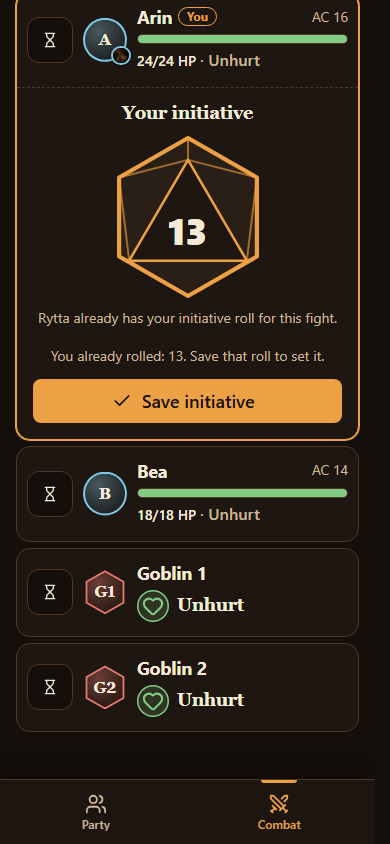 Arin You AC 16
A
24/24 HP · Unhurt
Your initiative
13
Rytta already has your initiative roll for this fight.
You already rolled: 13. Save that roll to set it.
Save initiative
Bea AC 14
B
18/18 HP · Unhurt
Goblin 1
G1
Unhurt
Goblin 2
G2
Unhurt
Party Combat